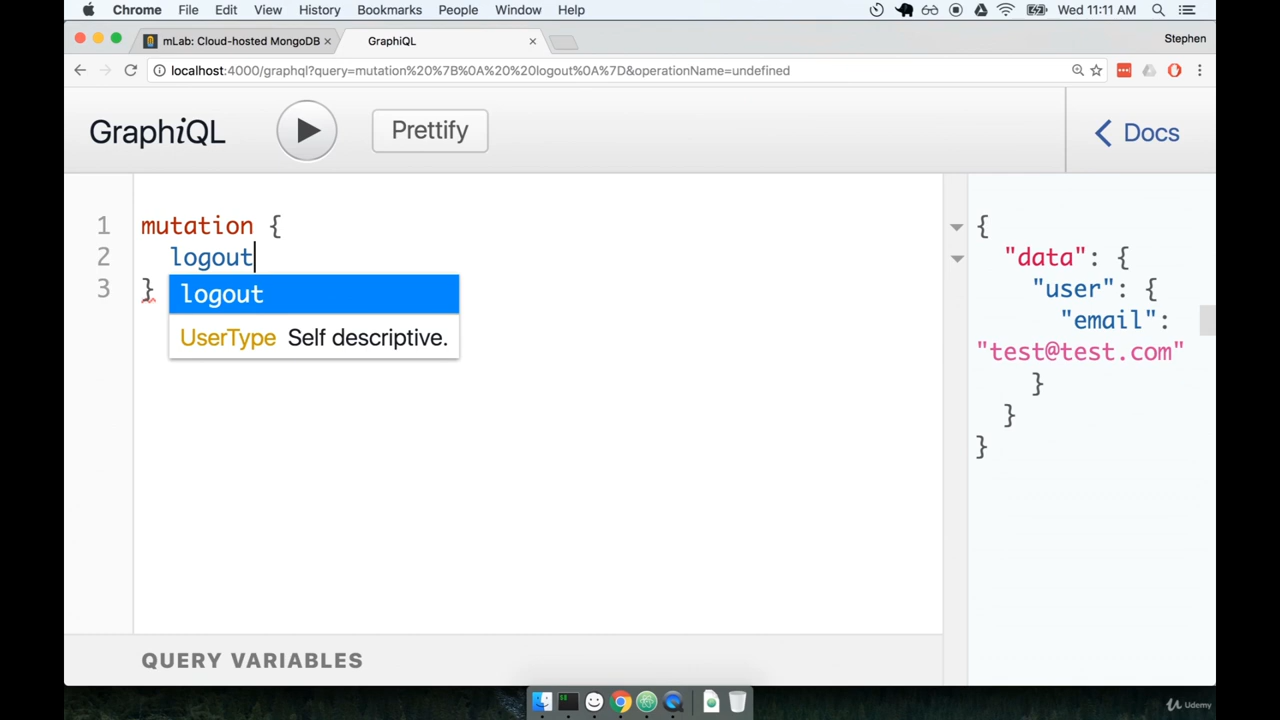 Chrome File Edit View History Bookmarks People Window Help Wed 11:11 AM
mLab: Cloud-hosted MongoDB × GraphiQL × Stephen
localhost:4000/graphql?query=mutation%20%7B%0A%20%20logout%0A%7D&operationName=undefined
GraphiQL Prettify Docs
1 mutation {
2 logout
3 }
logout
UserType Self descriptive.
{
"data": {
"user": {
"email":
"test@test.com"
}
}
}
QUERY VARIABLES
Udemy